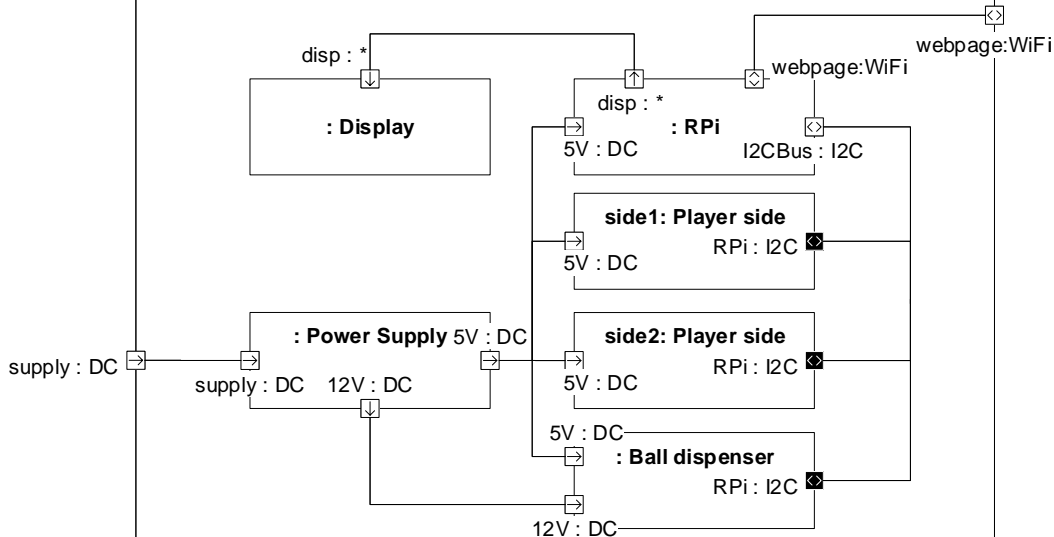 webpage:WiFi
disp : *
webpage:WiFi
disp : *
: Display
: RPi
5V : DC
I2CBus : I2C
side1: Player side
RPi : I2C
5V : DC
: Power Supply
5V : DC
side2: Player side
supply : DC
RPi : I2C
supply : DC
12V : DC
5V : DC
5V : DC
: Ball dispenser
RPi : I2C
12V : DC